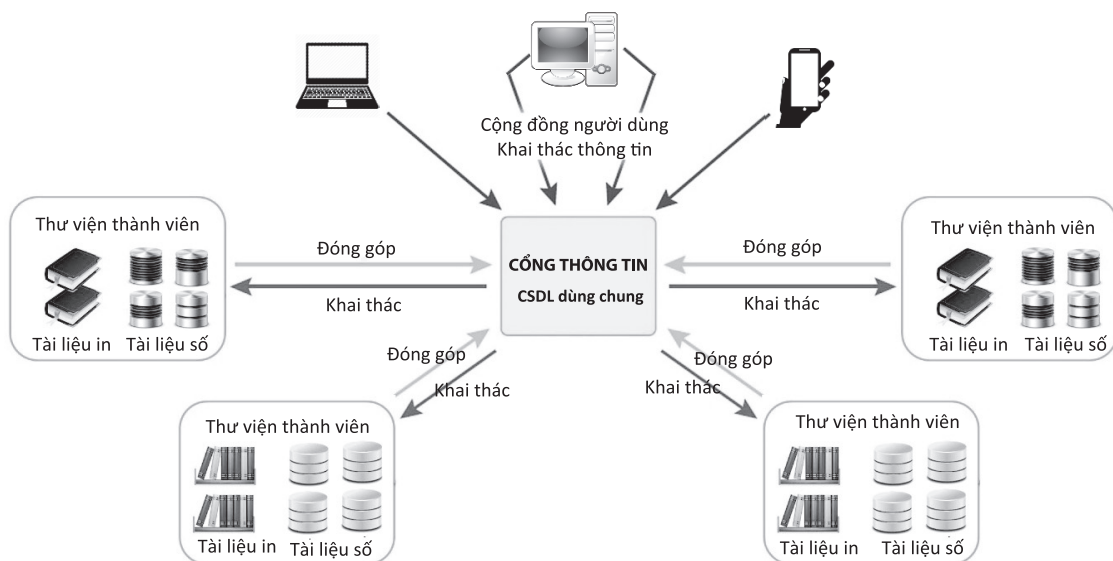 Cộng đồng người dùng
Khai thác thông tin
Thư viện thành viên
Tài liệu in Tài liệu số
Đóng góp
Khai thác
CỔNG THÔNG TIN
CSDL dùng chung
Đóng góp
Khai thác
Thư viện thành viên
Tài liệu in Tài liệu số
Đóng góp
Khai thác
Thư viện thành viên
Tài liệu in Tài liệu số
Đóng góp
Khai thác
Thư viện thành viên
Tài liệu in Tài liệu số